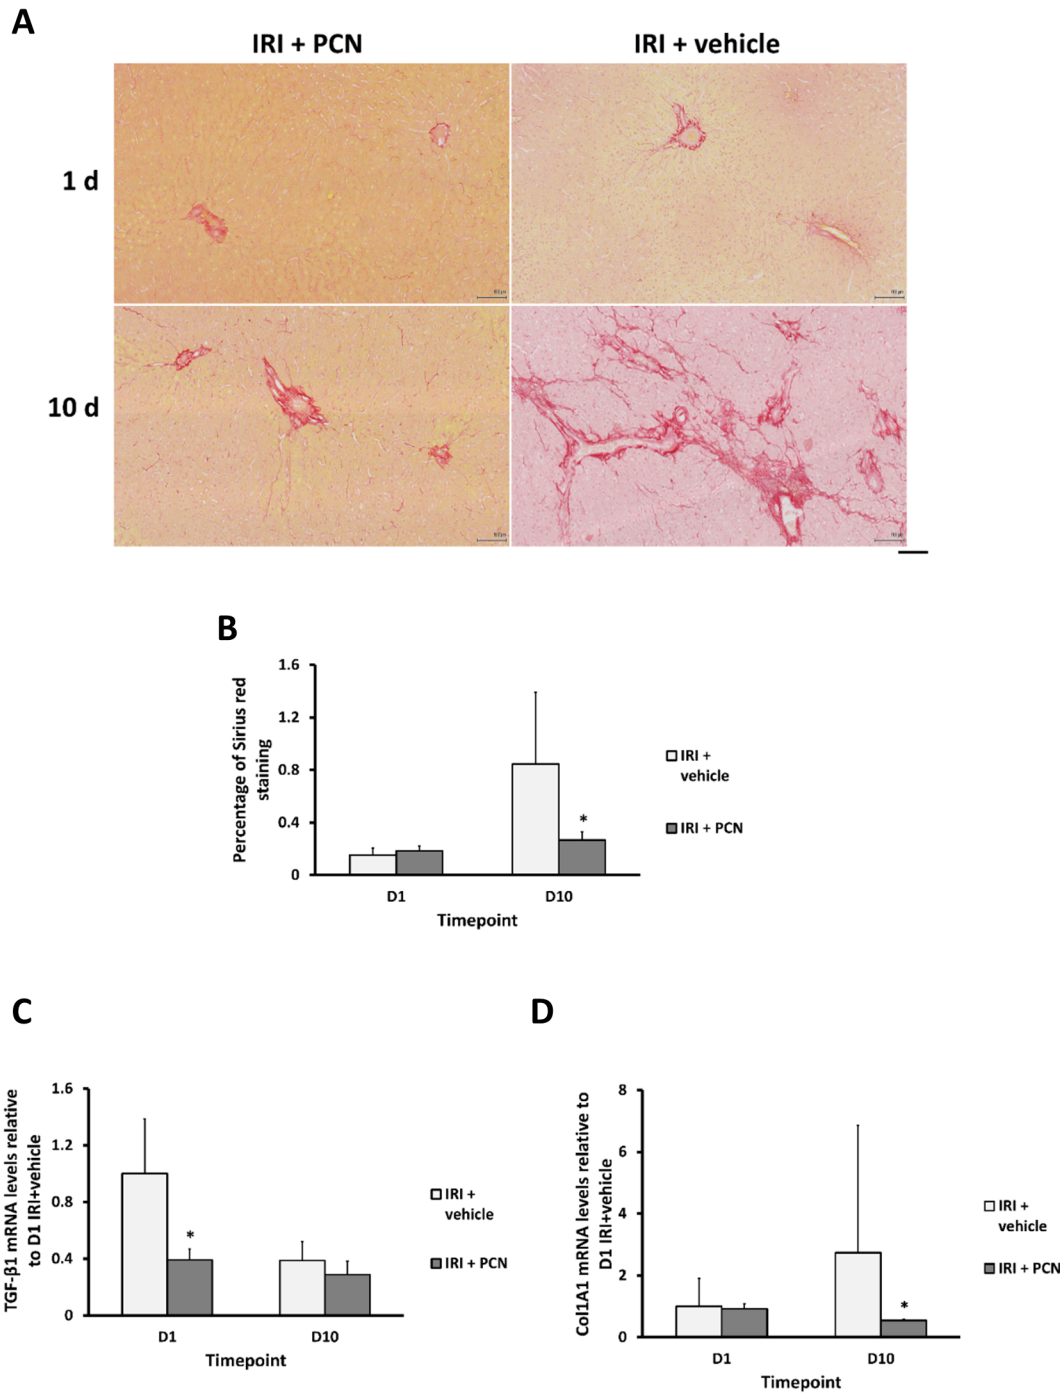 A
IRI + PCN
IRI + vehicle
1 d
10 d
B
Percentage of Sirius red
staining
1.6
1.2
0.8
0.4
0
*
D1
D10
Timepoint
IRI +
vehicle
IRI + PCN
C
TGF-β1 mRNA levels relative
to D1 IRI+vehicle
1.6
1.2
0.8
0.4
0
*
D1
D10
Timepoint
IRI +
vehicle
IRI + PCN
D
Col1A1 mRNA levels relative to
D1 IRI+vehicle
8
6
4
2
0
*
D1
D10
Timepoint
IRI +
vehicle
IRI + PCN